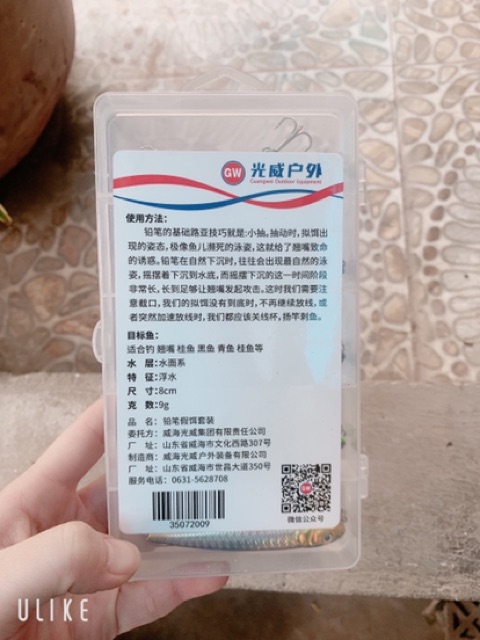 GW 光威户外
Guangwei Outdoor Equipment
使用方法：
铅笔的基础路亚技巧就是:小抽。抽动时，拟饵出
现的姿态，极像鱼儿濒死的泳姿，这就给了翘嘴致命
的诱惑。铅笔在自然下沉时，往往会出现最自然的泳
姿，摇摆着下沉到水底，而摇摆下沉的这一时间阶段
非常长，长到足够让翘嘴发起攻击。这时我们需要注
意截口，我们的拟饵没有到底时，不再继续放线，或
者突然加速放线时，我们都应该关线杯，扬竿刺鱼。
目标鱼：
适合钓 翘嘴 桂鱼 黑鱼 青鱼 桂鱼等
水 层：水面系
特 征：浮水
尺 寸：8cm
克 数：9g
品 名： 铅笔假饵套装
委托方：威海光威集团有限责任公司
厂 址：山东省威海市文化西路307号
制造商：威海光威户外装备有限公司
厂 址：山东省威海市世昌大道350号
服务电话：0631-5628708
35072009
GW
微信公众号
ULIKE